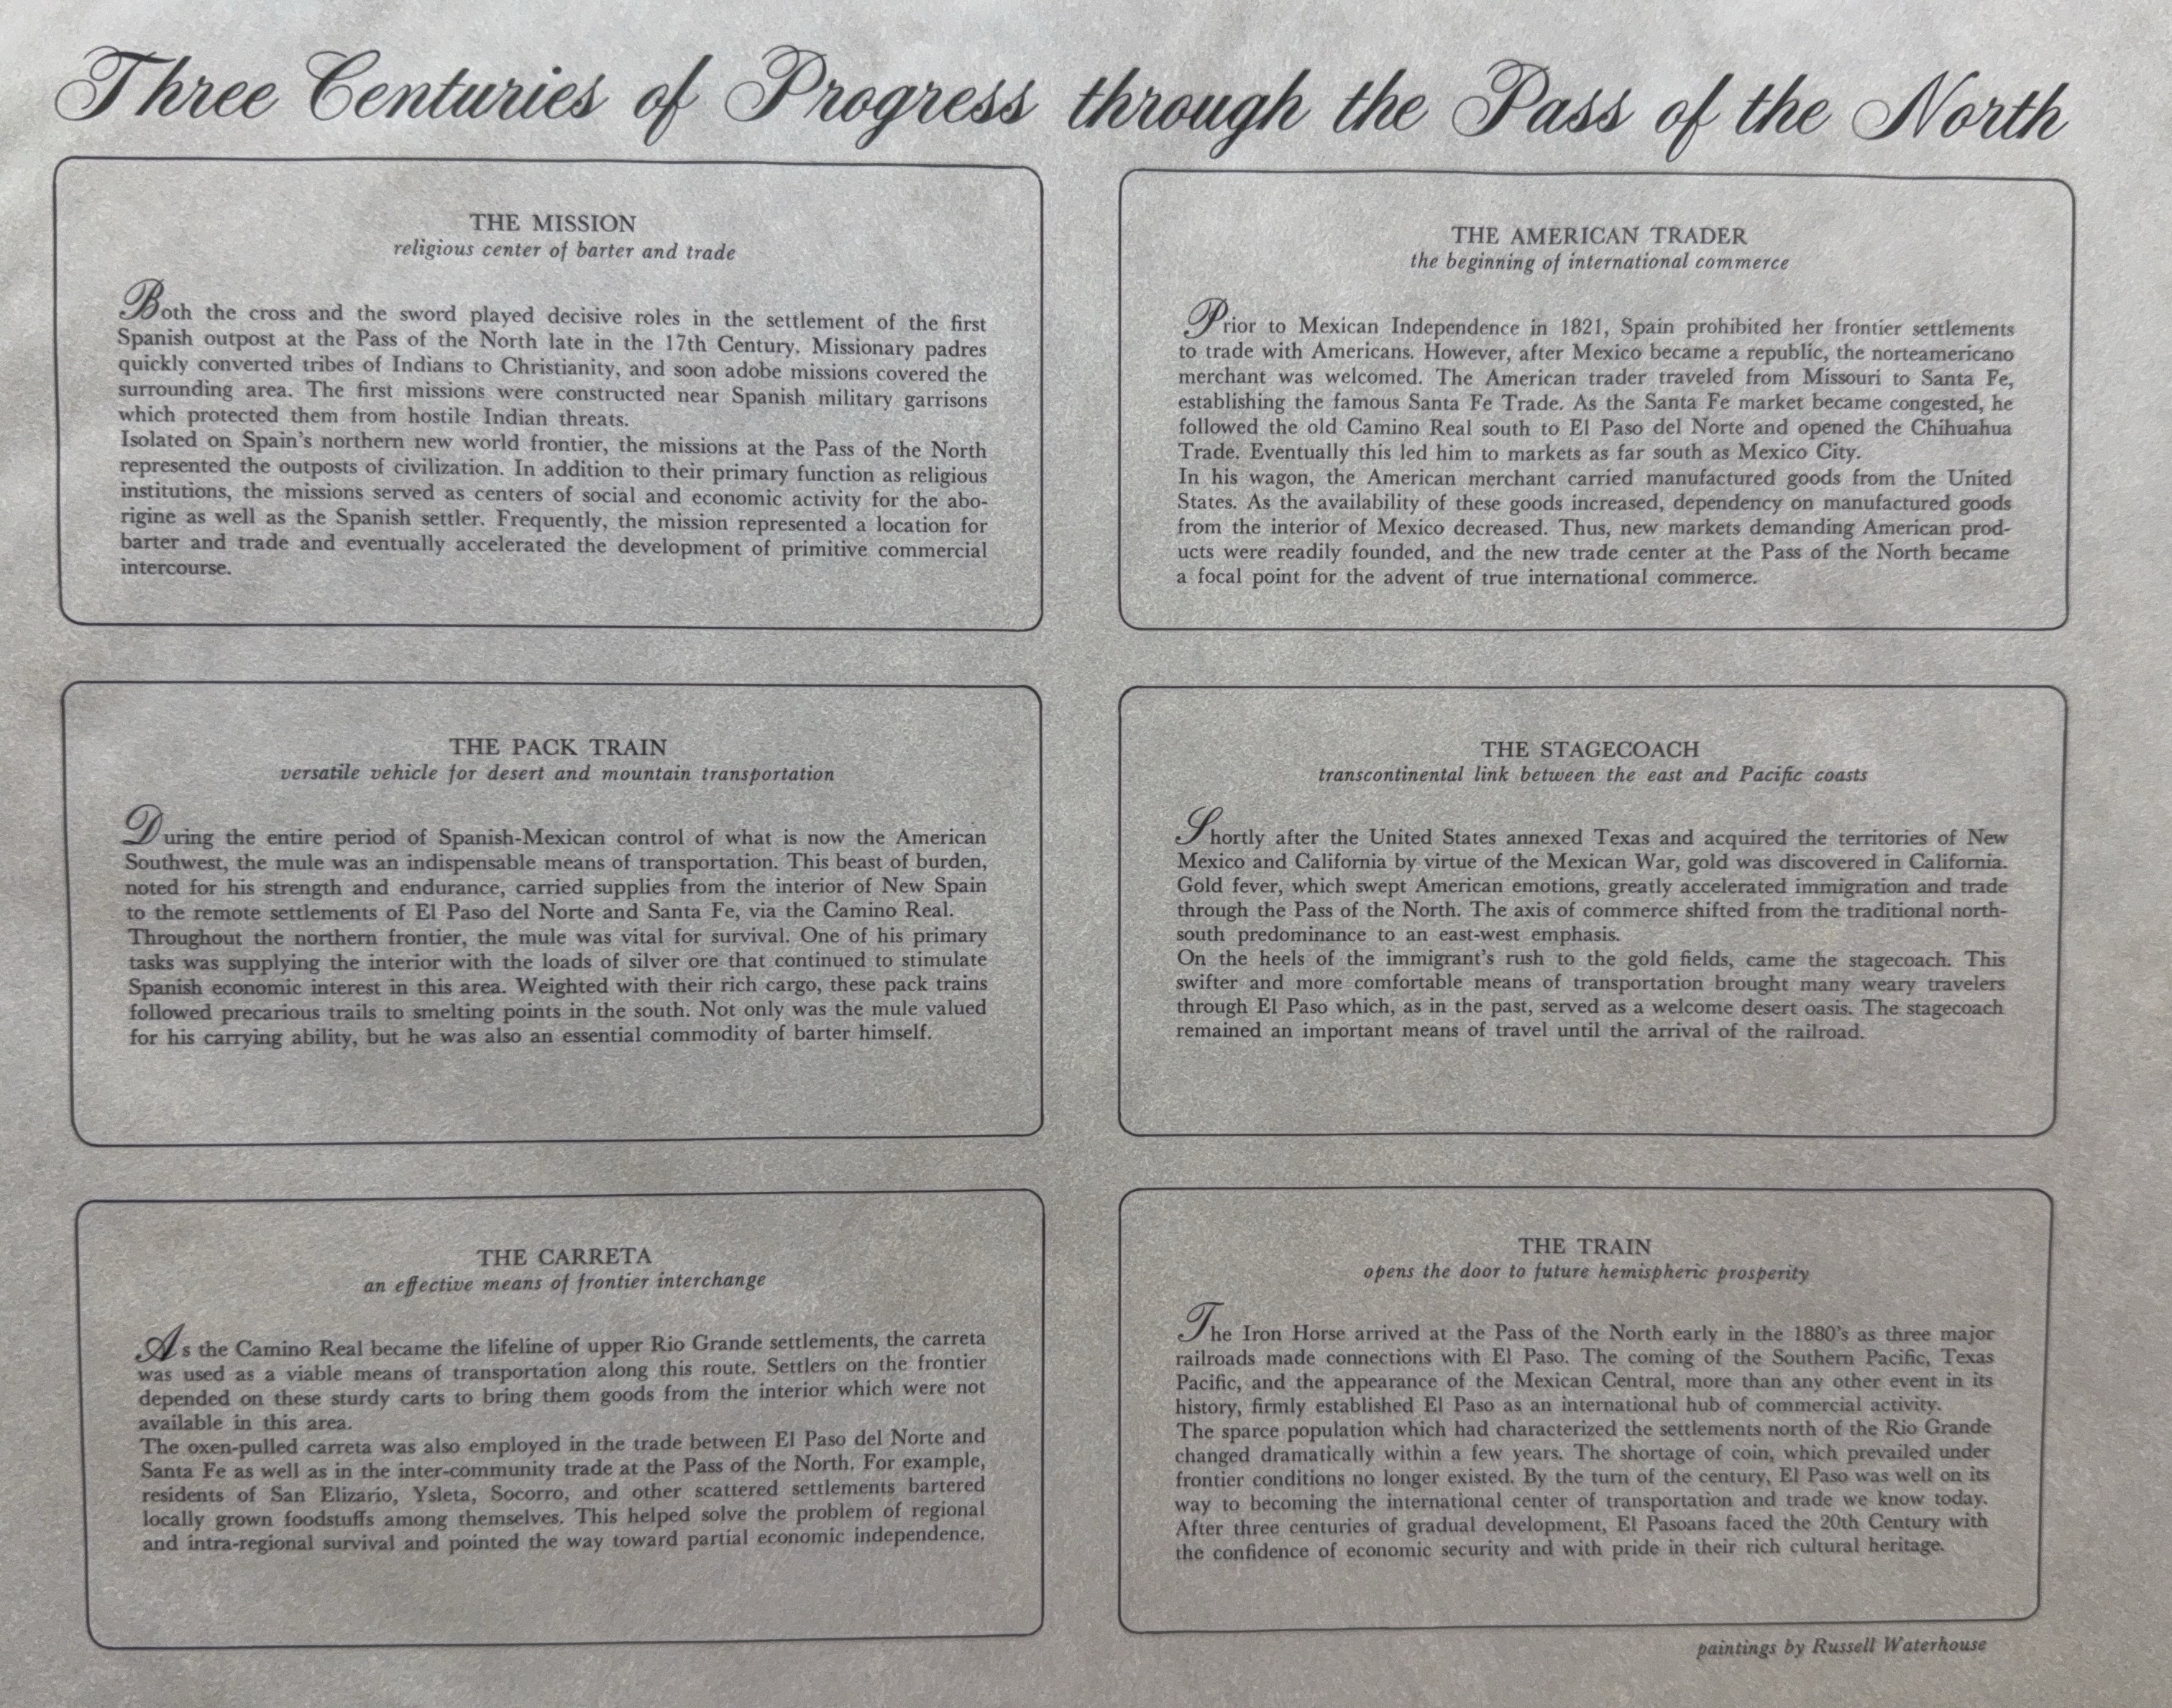 Three Centuries of Progress through the Pass of the North
THE MISSION
religious center of barter and trade
Both the cross and the sword played decisive roles in the settlement of the first
Spanish outpost at the Pass of the North late in the 17th Century. Missionary padres
quickly converted tribes of Indians to Christianity, and soon adobe missions covered the
surrounding area. The first missions were constructed near Spanish military garrisons
which protected them from hostile Indian threats.
Isolated on Spain's northern new world frontier, the missions at the Pass of the North
represented the outposts of civilization. In addition to their primary function as religious
institutions, the missions served as centers of social and economic activity for the abo-
rigine as well as the Spanish settler. Frequently, the mission represented a location for
barter and trade and eventually accelerated the development of primitive commercial
intercourse.
THE PACK TRAIN
versatile vehicle for desert and mountain transportation
During the entire period of Spanish-Mexican control of what is now the American
Southwest, the mule was an indispensable means of transportation. This beast of burden,
noted for his strength and endurance, carried supplies from the interior of New Spain
to the remote settlements of El Paso del Norte and Santa Fe, via the Camino Real.
Throughout the northern frontier, the mule was vital for survival. One of his primary
tasks was supplying the interior with the loads of silver ore that continued to stimulate
Spanish economic interest in this area. Weighted with their rich cargo, these pack trains
followed precarious trails to smelting points in the south. Not only was the mule valued
for his carrying ability, but he was also an essential commodity of barter himself.
THE CARRETA
an effective means of frontier interchange
As the Camino Real became the lifeline of upper Rio Grande settlements, the carreta
was used as a viable means of transportation along this route. Settlers on the frontier
depended on these sturdy carts to bring them goods from the interior which were not
available in this area.
The oxen-pulled carreta was also employed in the trade between El Paso del Norte and
Santa Fe as well as in the inter-community trade at the Pass of the North. For example,
residents of San Elizario, Ysleta, Socorro, and other scattered settlements bartered
locally grown foodstuffs among themselves. This helped solve the problem of regional
and intra-regional survival and pointed the way toward partial economic independence.
THE AMERICAN TRADER
the beginning of international commerce
Prior to Mexican Independence in 1821, Spain prohibited her frontier settlements
to trade with Americans. However, after Mexico became a republic, the norteamericano
merchant was welcomed. The American trader traveled from Missouri to Santa Fe,
establishing the famous Santa Fe Trade. As the Santa Fe market became congested, he
followed the old Camino Real south to El Paso del Norte and opened the Chihuahua
Trade. Eventually this led him to markets as far south as Mexico City.
In his wagon, the American merchant carried manufactured goods from the United
States. As the availability of these goods increased, dependency on manufactured goods
from the interior of Mexico decreased. Thus, new markets demanding American prod-
ucts were readily founded, and the new trade center at the Pass of the North became
a focal point for the advent of true international commerce.
THE STAGECOACH
transcontinental link between the east and Pacific coasts
Shortly after the United States annexed Texas and acquired the territories of New
Mexico and California by virtue of the Mexican War, gold was discovered in California.
Gold fever, which swept American emotions, greatly accelerated immigration and trade
through the Pass of the North. The axis of commerce shifted from the traditional north-
south predominance to an east-west emphasis.
On the heels of the immigrant's rush to the gold fields, came the stagecoach. This
swifter and more comfortable means of transportation brought many weary travelers
through El Paso which, as in the past, served as a welcome desert oasis. The stagecoach
remained an important means of travel until the arrival of the railroad.
THE TRAIN
opens the door to future hemispheric prosperity
The Iron Horse arrived at the Pass of the North early in the 1880's as three major
railroads made connections with El Paso. The coming of the Southern Pacific, Texas
Pacific, and the appearance of the Mexican Central, more than any other event in its
history, firmly established El Paso as an international hub of commercial activity.
The sparce population which had characterized the settlements north of the Rio Grande
changed dramatically within a few years. The shortage of coin, which prevailed under
frontier conditions no longer existed. By the turn of the century, El Paso was well on its
way to becoming the international center of transportation and trade we know today.
After three centuries of gradual development, El Pasoans faced the 20th Century with
the confidence of economic security and with pride in their rich cultural heritage.
paintings by Russell Waterhouse